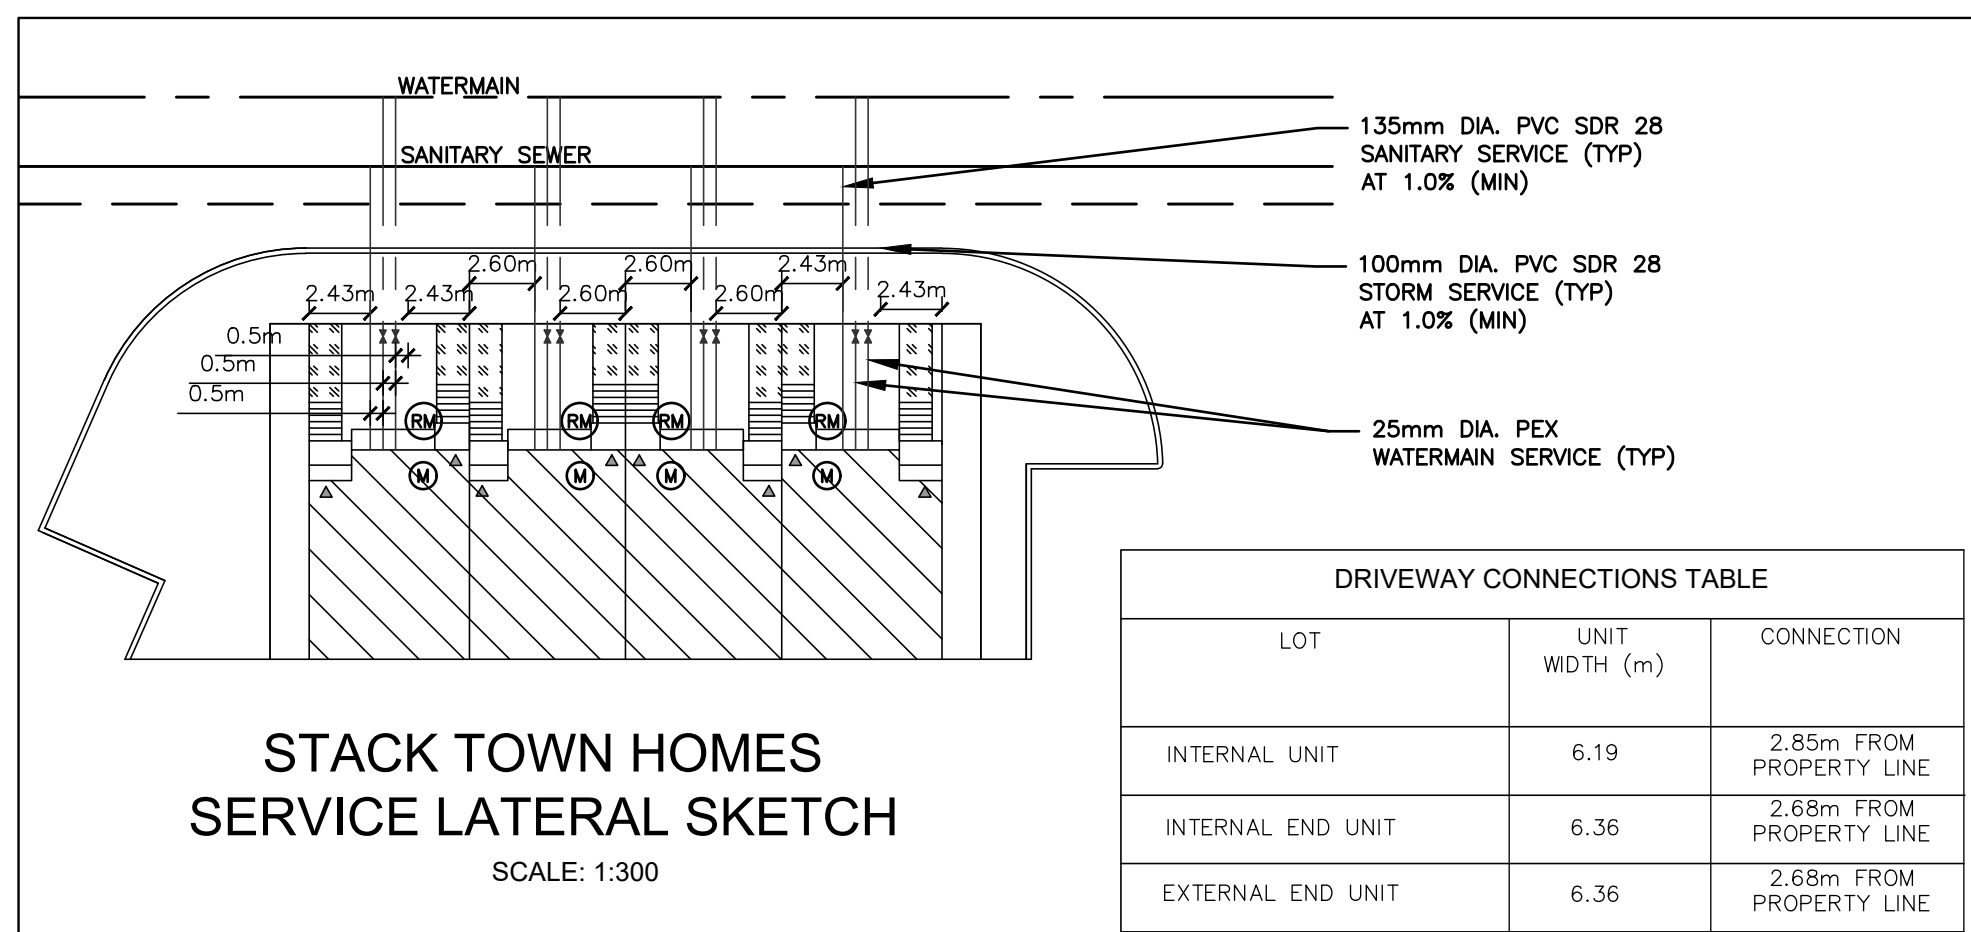 WATERMAIN
SANITARY SEWER
135mm DIA. PVC SDR 28
SANITARY SERVICE (TYP)
AT 1.0% (MIN)
100mm DIA. PVC SDR 28
STORM SERVICE (TYP)
AT 1.0% (MIN)
2.60m
2.60m
2.43m
2.43m
2.43m
2.60m
2.60m
2.43m
0.5m
0.5m
0.5m
RM
RM
RM
RM
25mm DIA. PEX
WATERMAIN SERVICE (TYP)
M
M
M
M
STACK TOWN HOMES
SERVICE LATERAL SKETCH
SCALE: 1:300
DRIVEWAY CONNECTIONS TABLE
LOT
UNIT
WIDTH (m)
CONNECTION
INTERNAL UNIT
6.19
2.85m FROM
PROPERTY LINE
INTERNAL END UNIT
6.36
2.68m FROM
PROPERTY LINE
EXTERNAL END UNIT
6.36
2.68m FROM
PROPERTY LINE